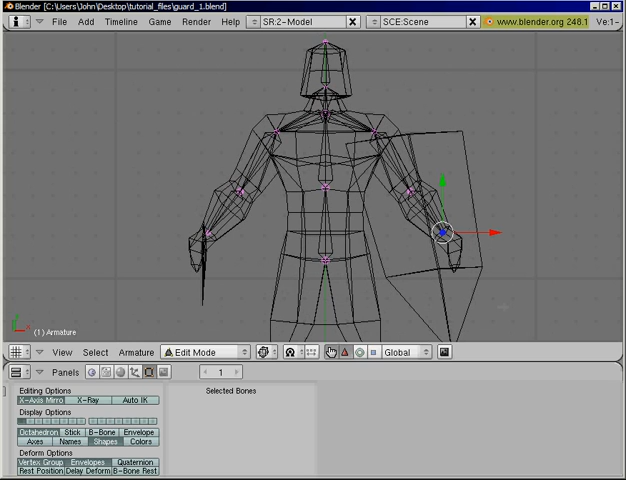 Blender [C:\Users\John\Desktop\tutorial_files\guard_1.blend]
File Add Timeline Game Render Help SR:2-Model SCE:Scene www.blender.org 248.1 Ve:1-
(1) Armature
View Select Armature Edit Mode Global
Panels 1
Editing Options
X-Axis Mirro X-Ray Auto IK
Display Options
Octahedron Stick B-Bone Envelope
Axes Names Shapes Colors
Deform Options
Vertex Group Envelopes Quaternion
Rest Position Delay Deform B-Bone Rest
Selected Bones